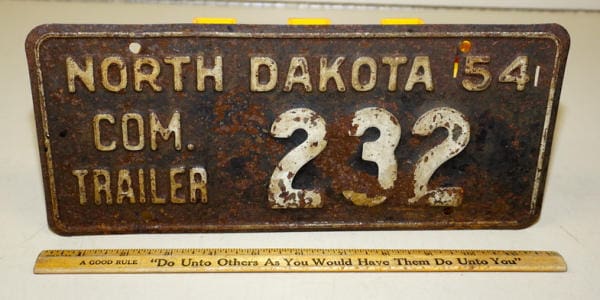 NORTH DAKOTA '54
COM.
TRAILER
232
A GOOD RULE "Do Unto Others As You Would Have Them Do Unto You"